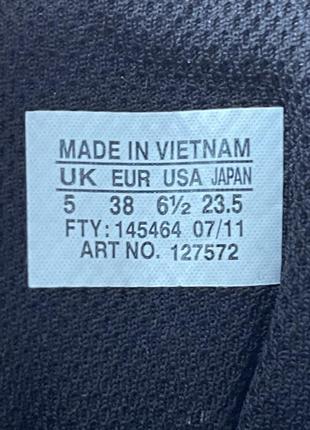 MADE IN VIETNAM
UK EUR USA JAPAN
5 38 6½ 23.5
FTY: 145464 07/11
ART NO. 127572